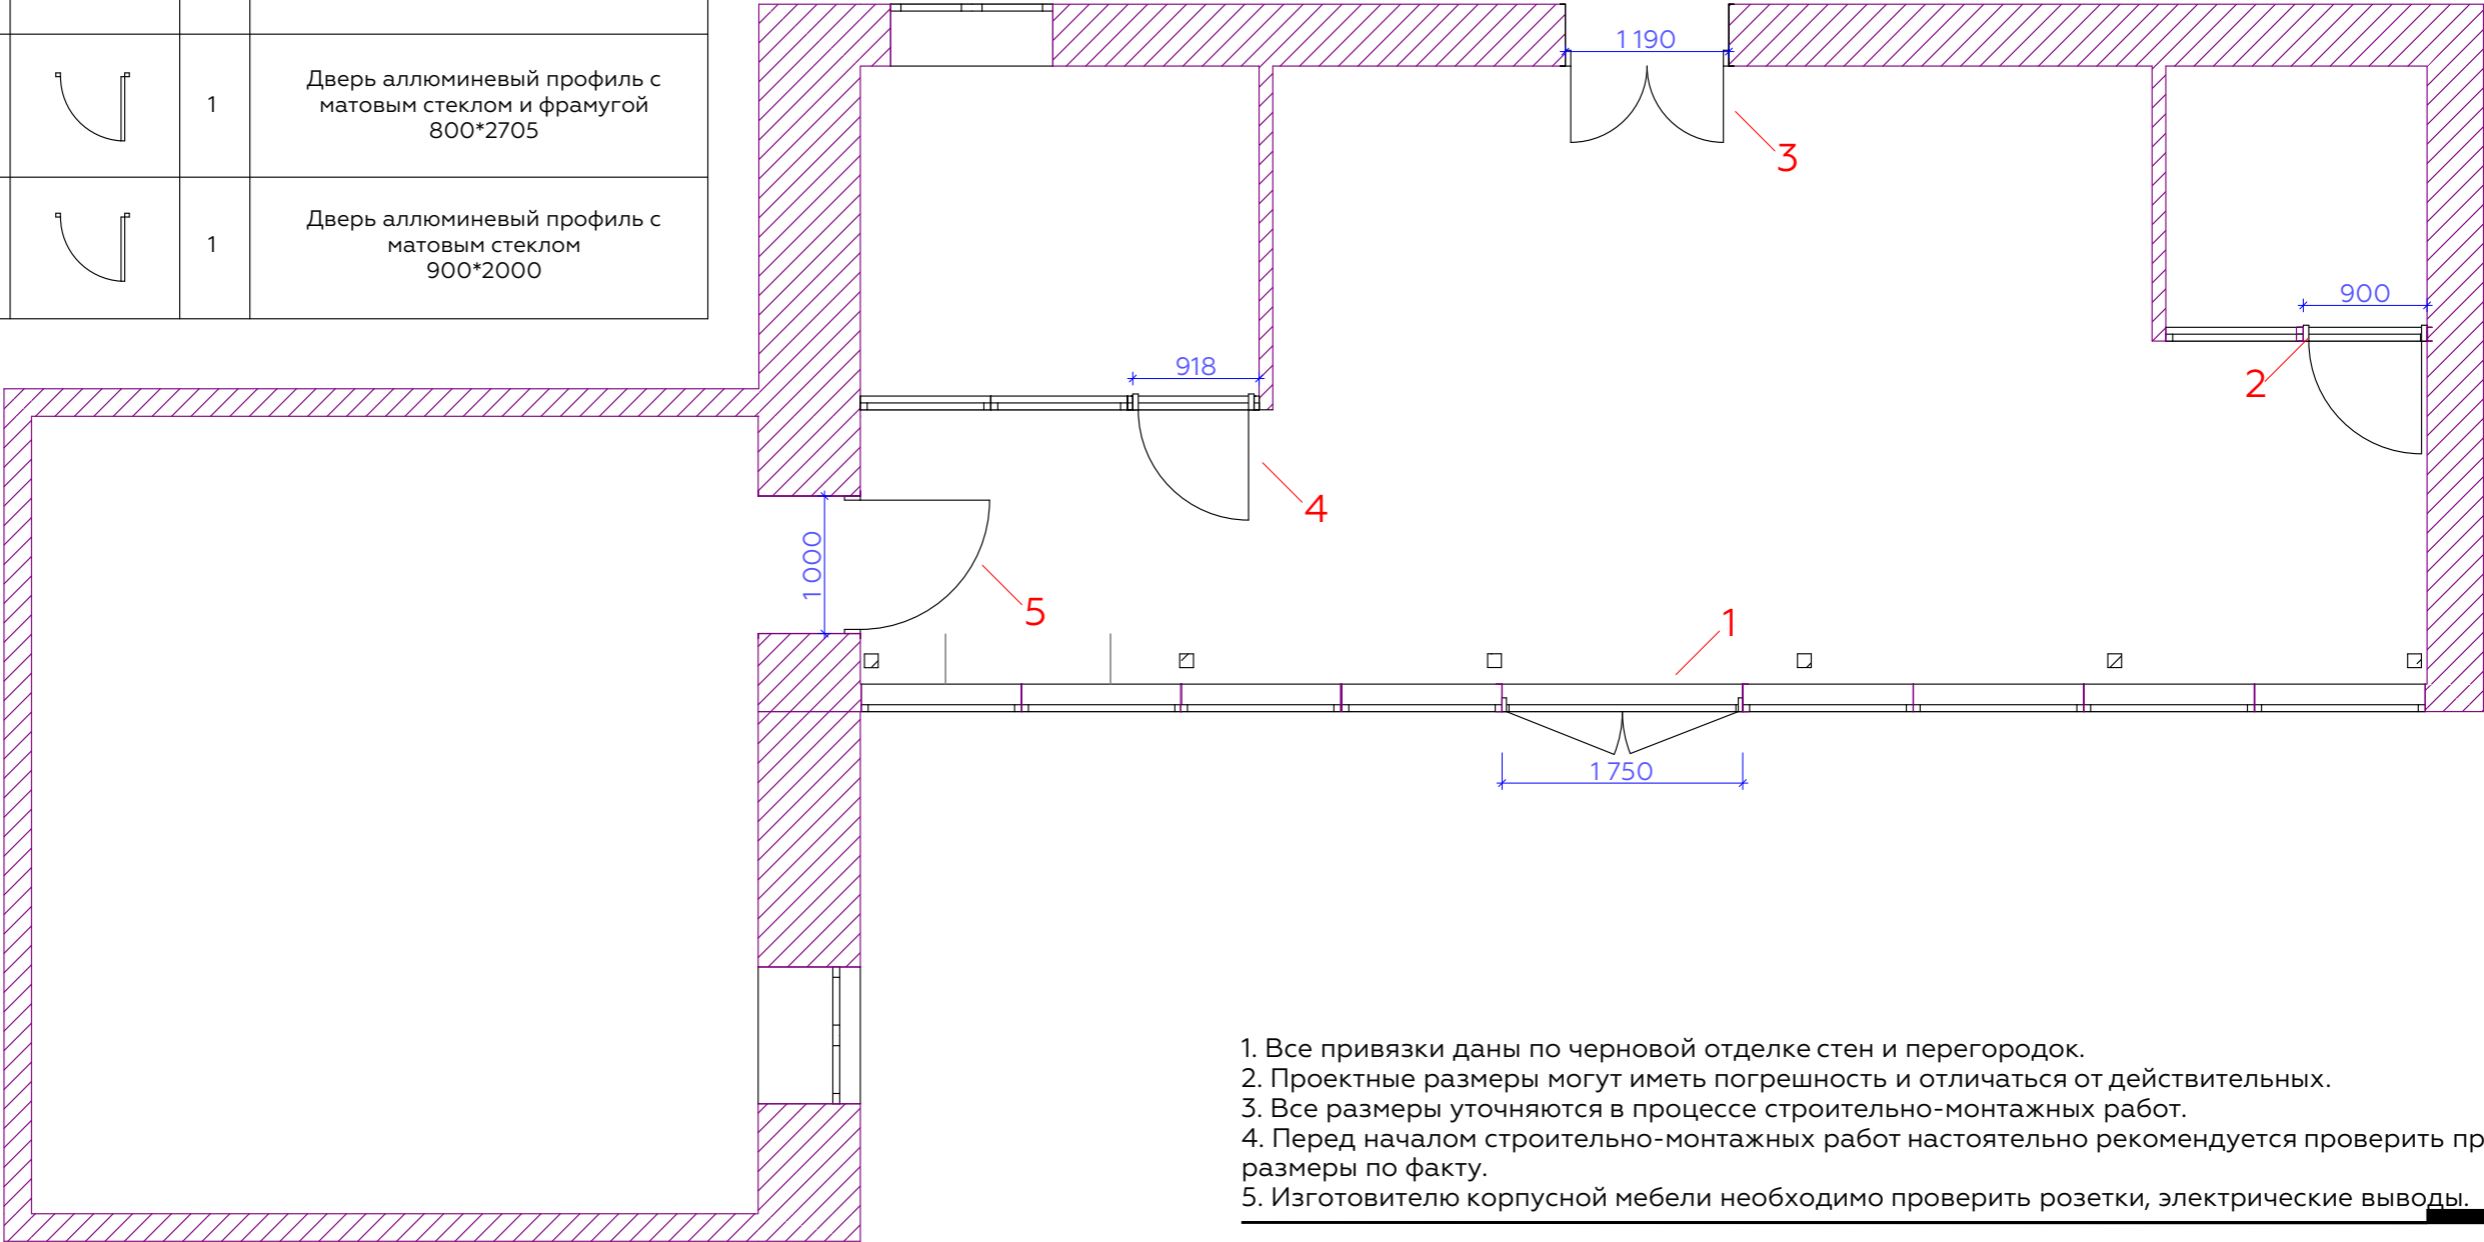 1
Дверь аллюминевый профиль с
матовым стеклом и фрамугой
800*2705
1
Дверь аллюминевый профиль с
матовым стеклом
900*2000
1 190
3
900
2
918
4
1 000
5
1
1 750
1. Все привязки даны по черновой отделке стен и перегородок.
2. Проектные размеры могут иметь погрешность и отличаться от действительных.
3. Все размеры уточняются в процессе строительно-монтажных работ.
4. Перед началом строительно-монтажных работ настоятельно рекомендуется проверить пр
размеры по факту.
5. Изготовителю корпусной мебели необходимо проверить розетки, электрические выводы.